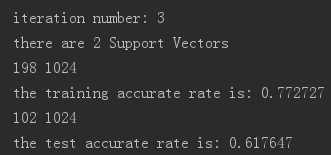 iteration number: 3
there are 2 Support Vectors
198 1024
the training accurate rate is: 0.772727
102 1024
the test accurate rate is: 0.617647